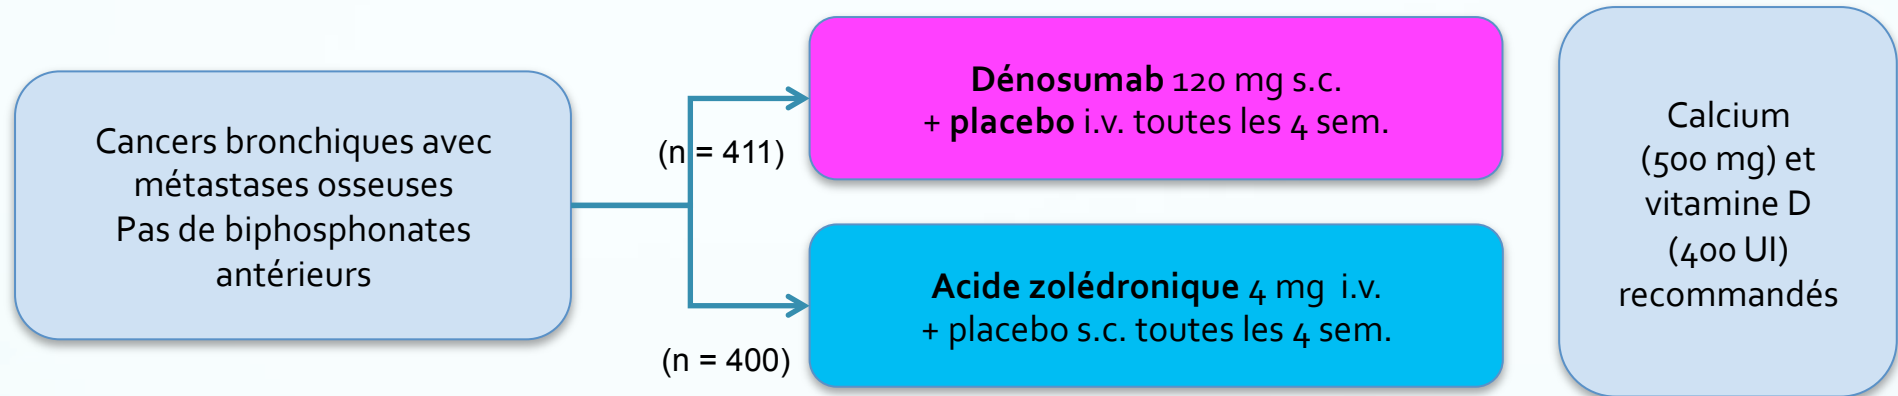 Cancers bronchiques avec
métastases osseuses
Pas de biphosphonates
antérieurs
(n = 411)
Dénosumab 120 mg s.c.
+ placebo i.v. toutes les 4 sem.
(n = 400)
Acide zolédronique 4 mg i.v.
+ placebo s.c. toutes les 4 sem.
Calcium
(500 mg) et
vitamine D
(400 UI)
recommandés